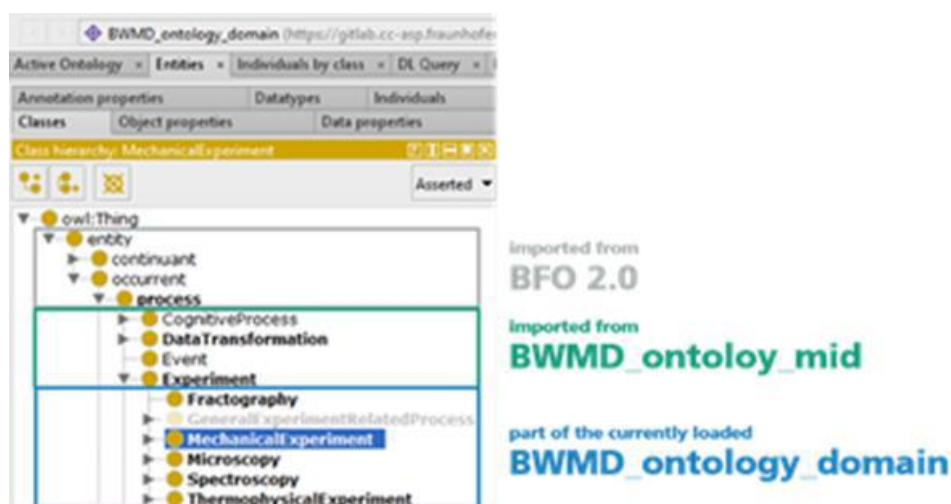 BWMD_ontology_domain (https://gitlab.cc-asp.fraunhofe
Active Ontology × Entities × Individuals by class × DL Query ×
Annotation properties Datatypes Individuals
Classes Object properties Data properties
Class hierarchy: MechanicalExperiment
Asserted
owl:Thing
entity
continuant
occurrent
process
CognitiveProcess
DataTransformation
Event
Experiment
Fractography
GeneralExperimentRelatedProcess
MechanicalExperiment
Microscopy
Spectroscopy
ThermophysicalExperiment
imported from
BFO 2.0
imported from
BWMD_ontoloy_mid
part of the currently loaded
BWMD_ontology_domain